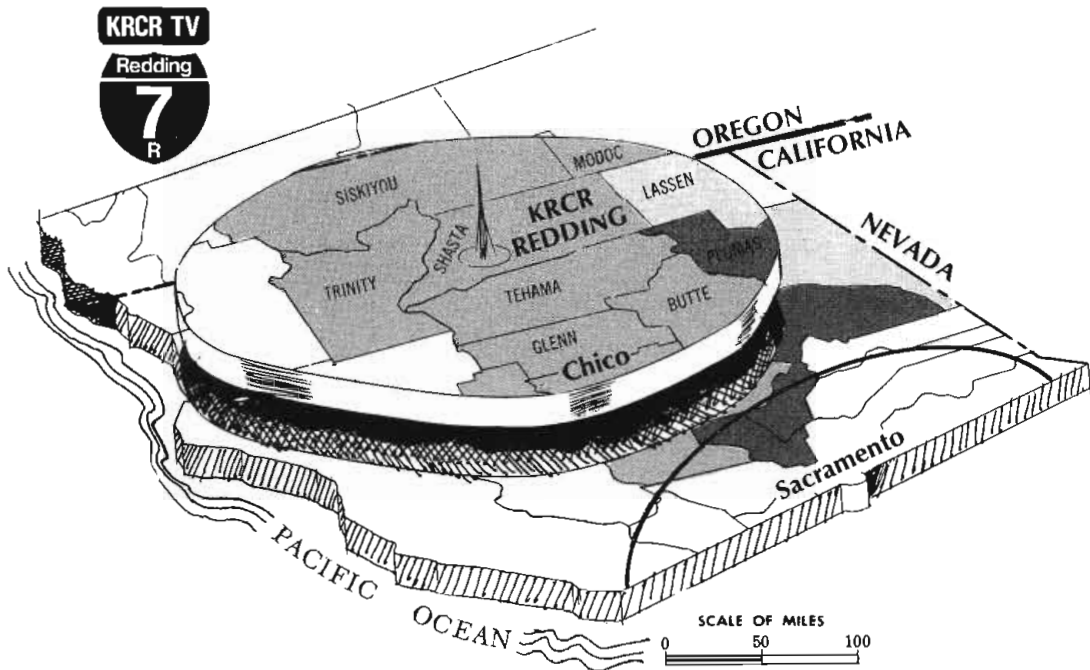 KRCR TV
Redding
7
R
OREGON
CALIFORNIA
NEVADA
MODOC
SISKIYOU
LASSEN
KRCR
REDDING
SHASTA
PLUMAS
TRINITY
TEHAMA
BUTTE
GLENN
Chico
Sacramento
PACIFIC OCEAN
SCALE OF MILES
0 50 100